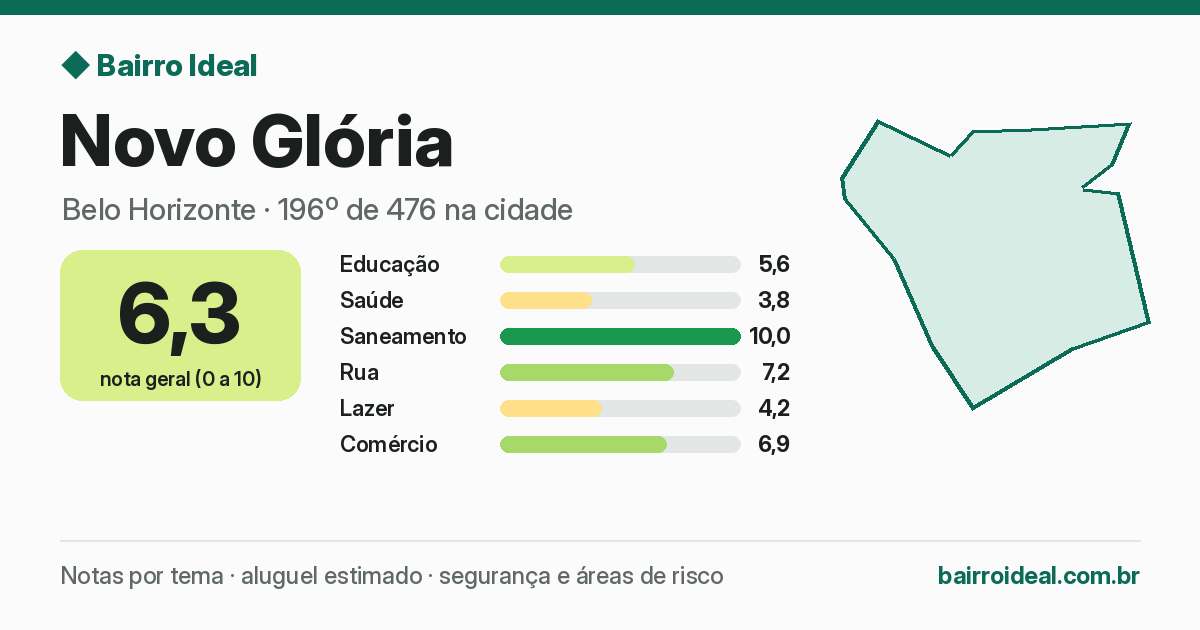 Bairro Ideal
Novo Glória
Belo Horizonte · 196º de 476 na cidade
6,3
nota geral (0 a 10)
Educação 5,6
Saúde 3,8
Saneamento 10,0
Rua 7,2
Lazer 4,2
Comércio 6,9
Notas por tema · aluguel estimado · segurança e áreas de risco
bairroideal.com.br